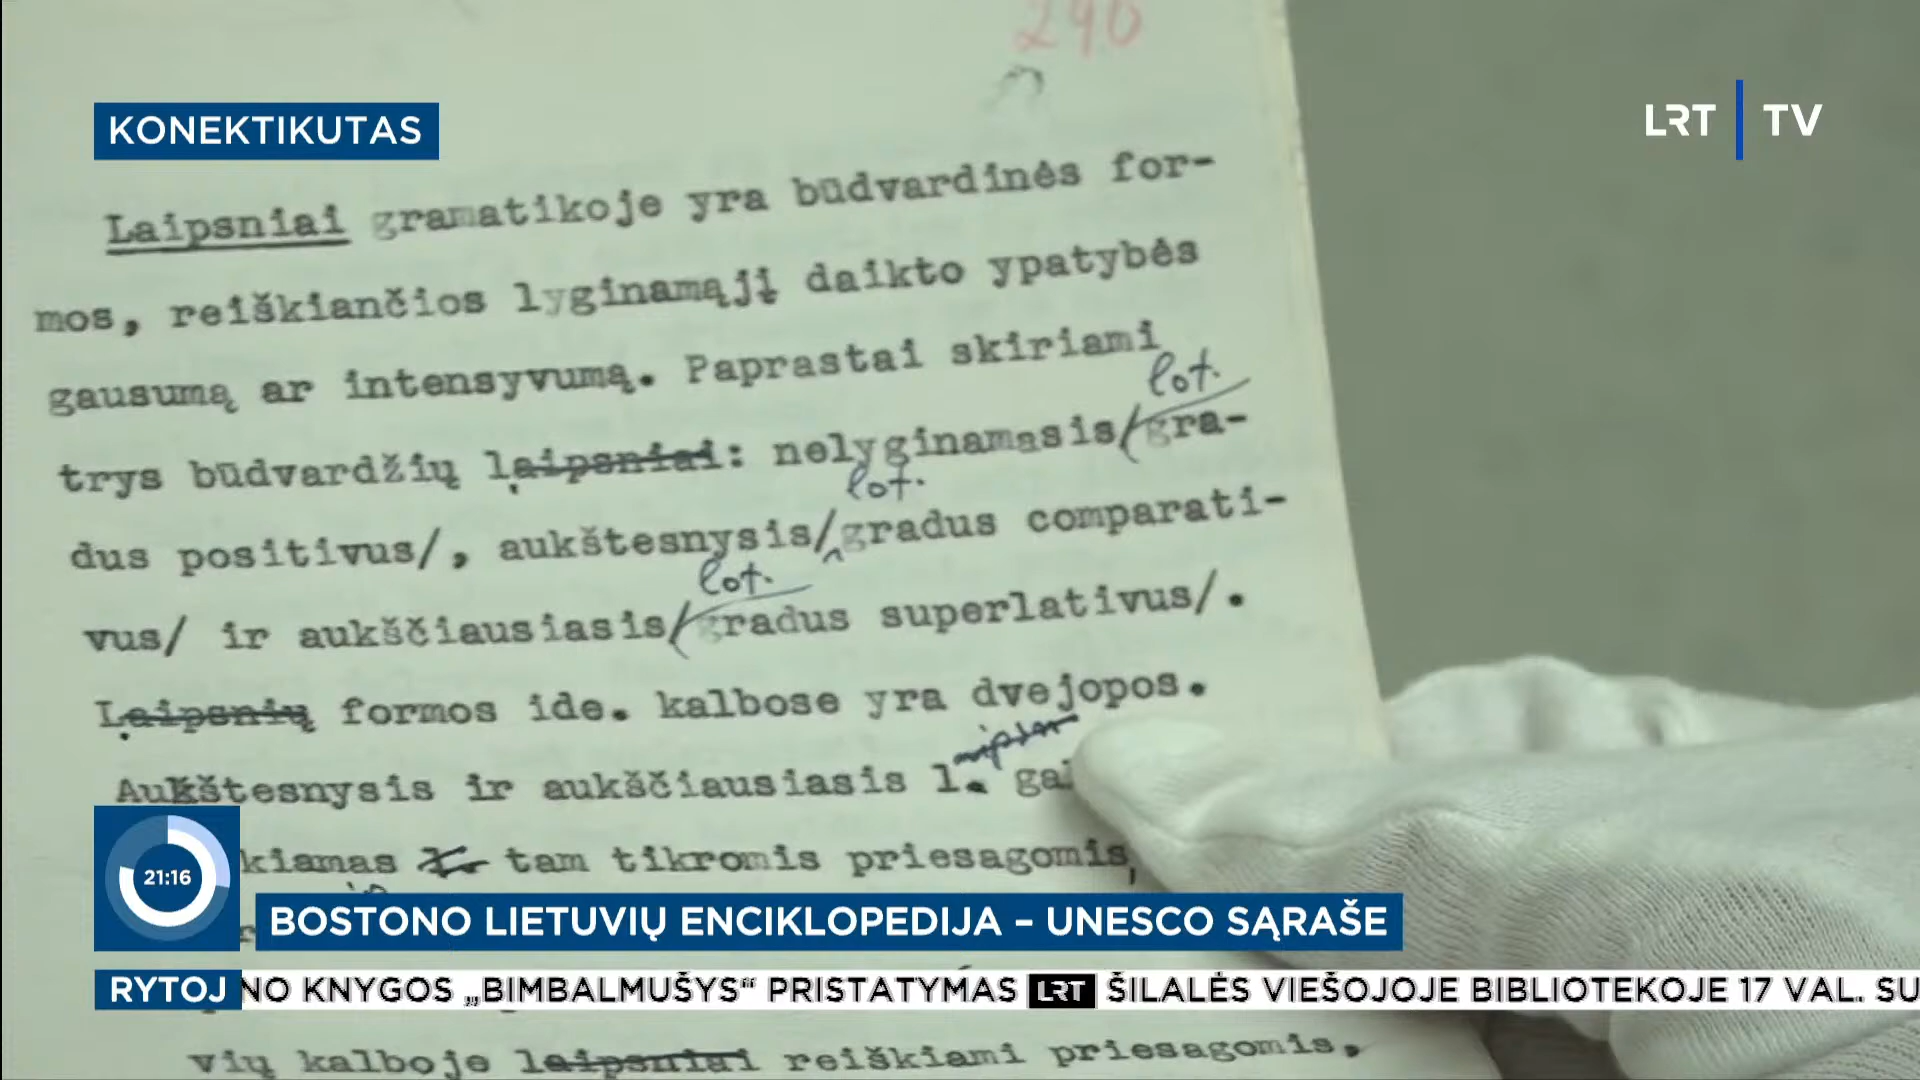 290
KONEKTIKUTAS
LRT | TV
Laipsniai gramatikoje yra būdvardinės for-
mos, reiškiančios lyginamąjį daikto ypatybės
gausumą ar intensyvumą. Paprastai skiriami
lot.
trys būdvardžių laipsniai: nelyginamasis/gra-
lot.
dus positivus/, aukštesnysis/gradus comparati-
lot.
vus/ ir aukščiausiasis/gradus superlativus/.
Laipsnių formos ide. kalbose yra dvejopos.
Aukštesnysis ir aukščiausiasis l.
kiamas tam tikromis priesagomis,
21:16
BOSTONO LIETUVIŲ ENCIKLOPEDIJA – UNESCO SĄRAŠE
RYTOJ NO KNYGOS „BIMBALMUŠYS“ PRISTATYMAS LRT ŠILALĖS VIEŠOJOJE BIBLIOTEKOJE 17 VAL. SU
vių kalboje laipsniai reiškiami priesagomis,